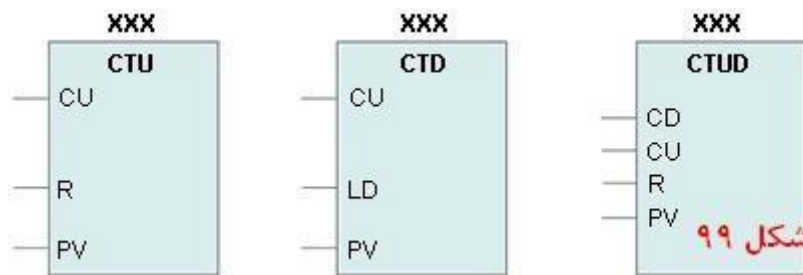 XXX XXX XXX
CTU CTD CTUD
CU CU CD
CU
R LD R
PV PV PV
شکل ۹۹